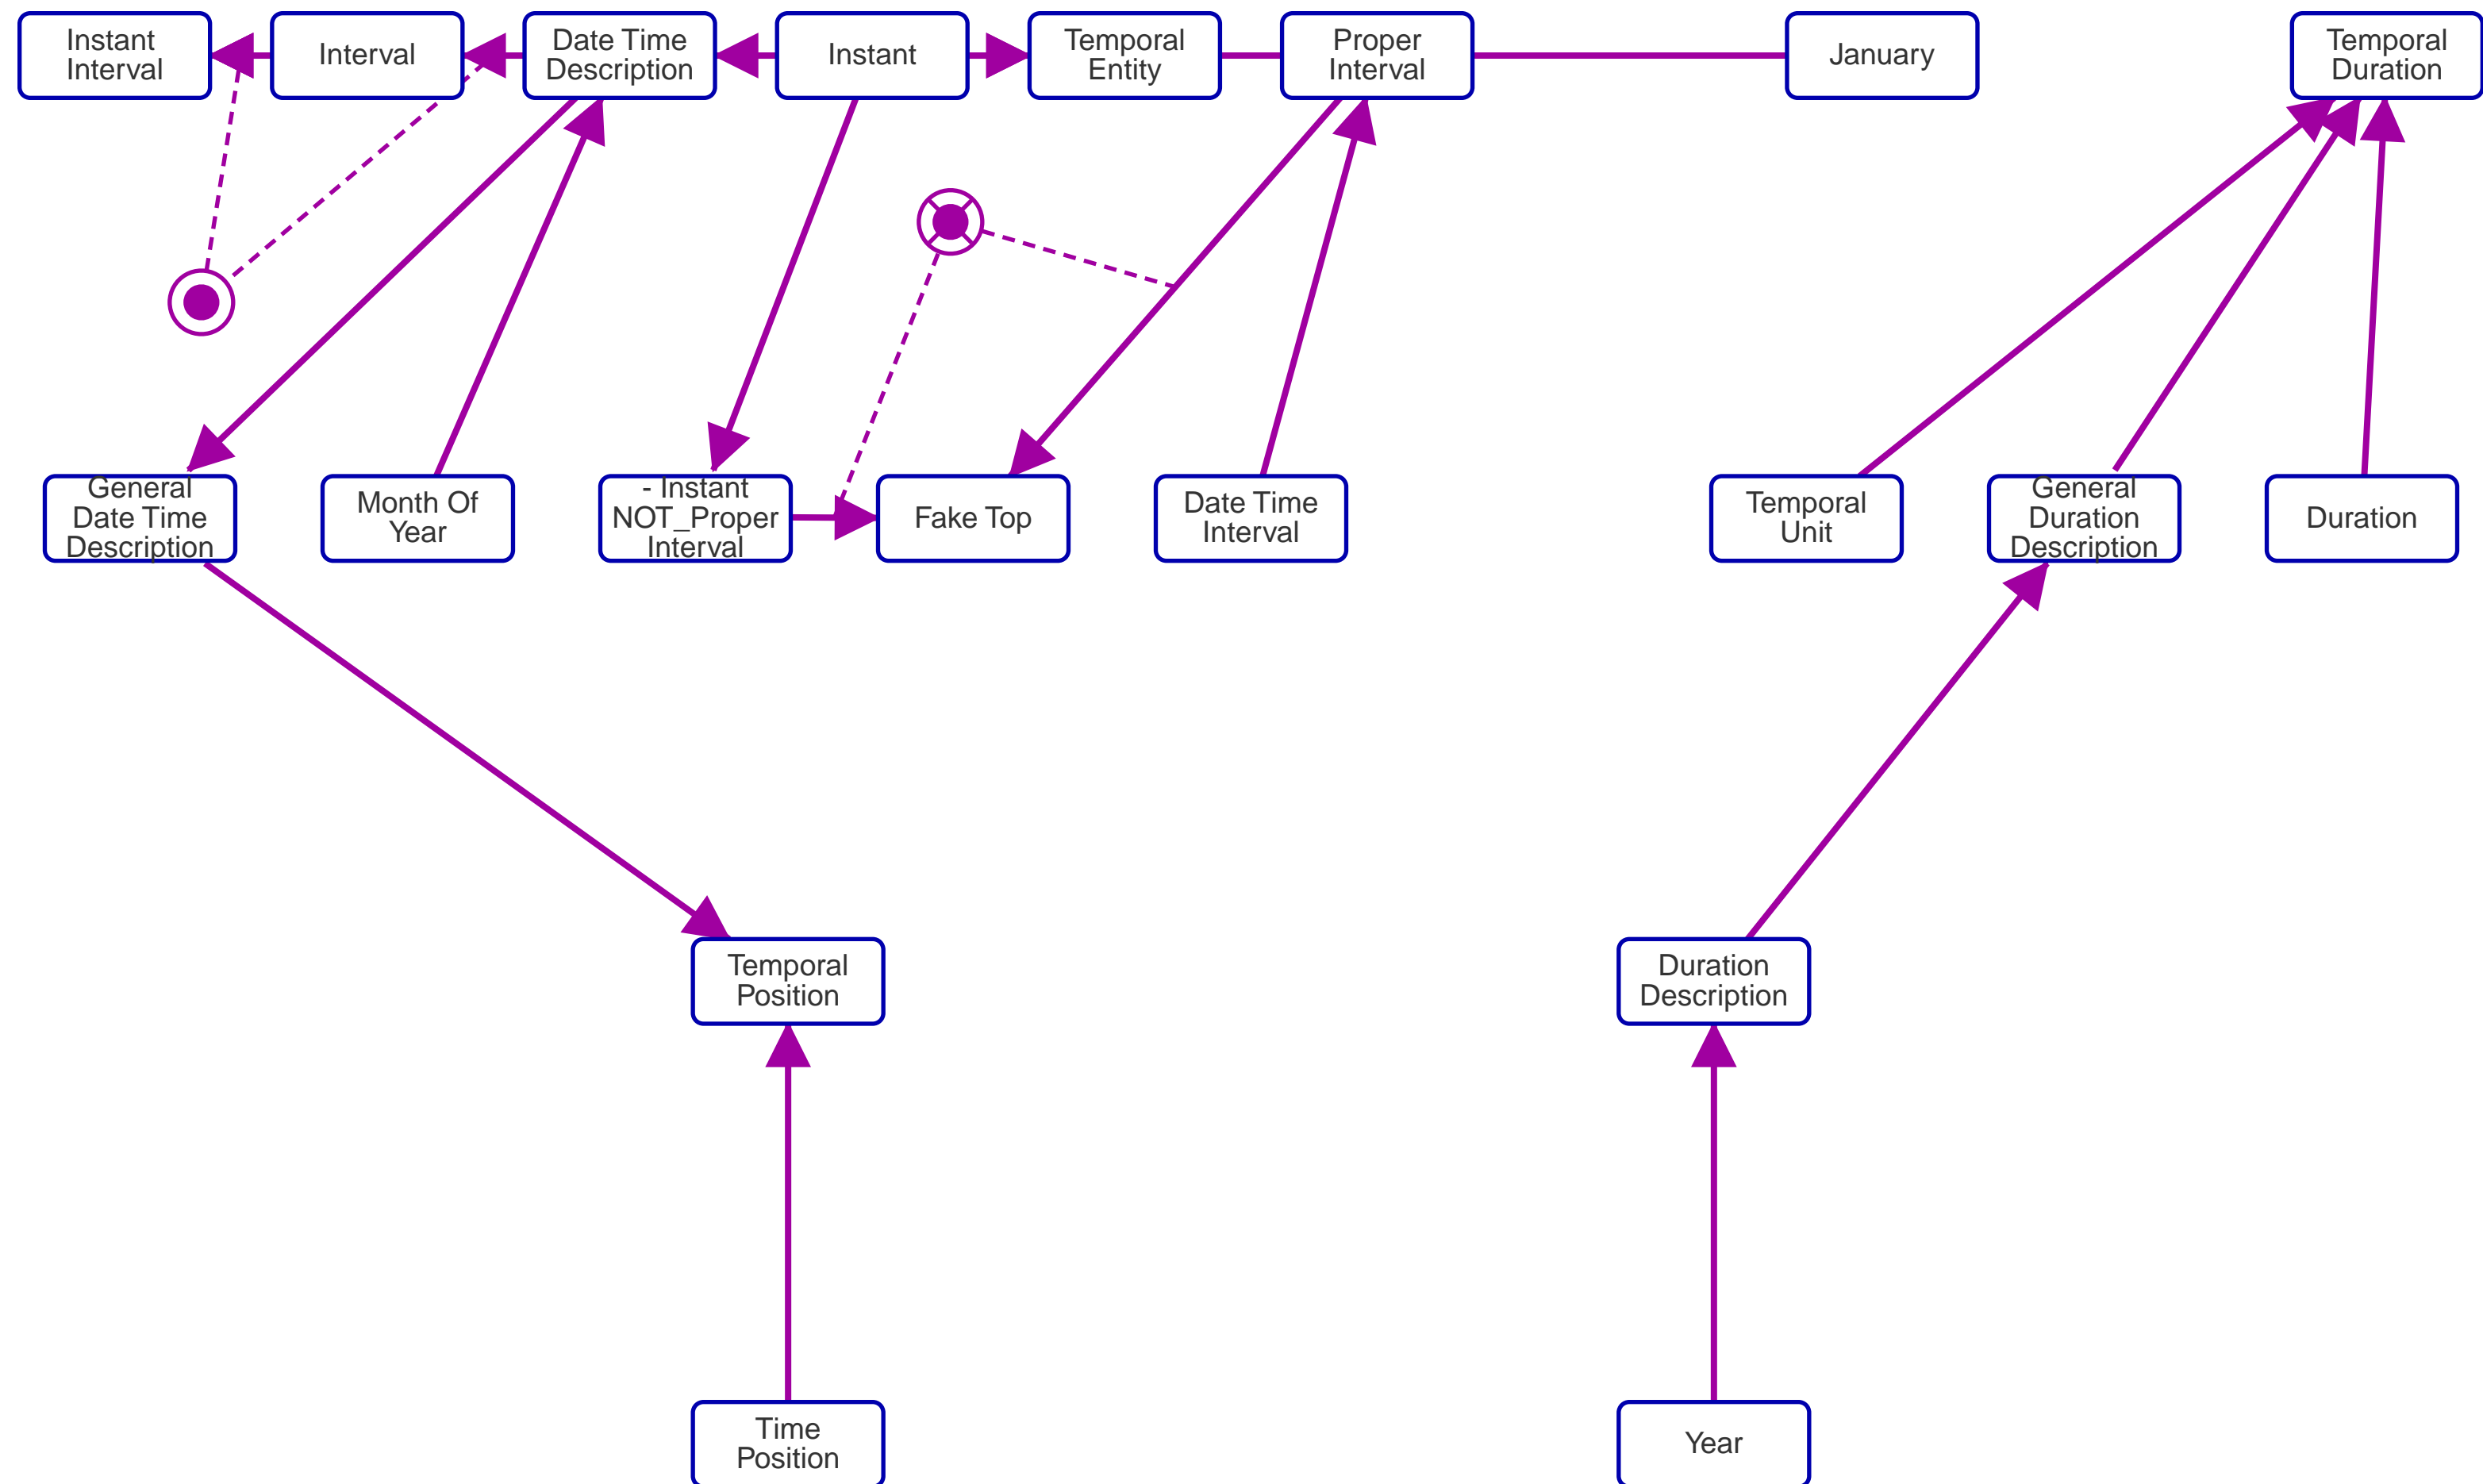 Instant
Interval
Interval
Date Time
Description
Instant
Temporal
Entity
Proper
Interval
January
Temporal
Duration
General
Date Time
Description
Month Of
Year
- Instant
NOT_Proper
Interval
Fake Top
Date Time
Interval
Temporal
Unit
General
Duration
Description
Duration
Temporal
Position
Duration
Description
Time
Position
Year